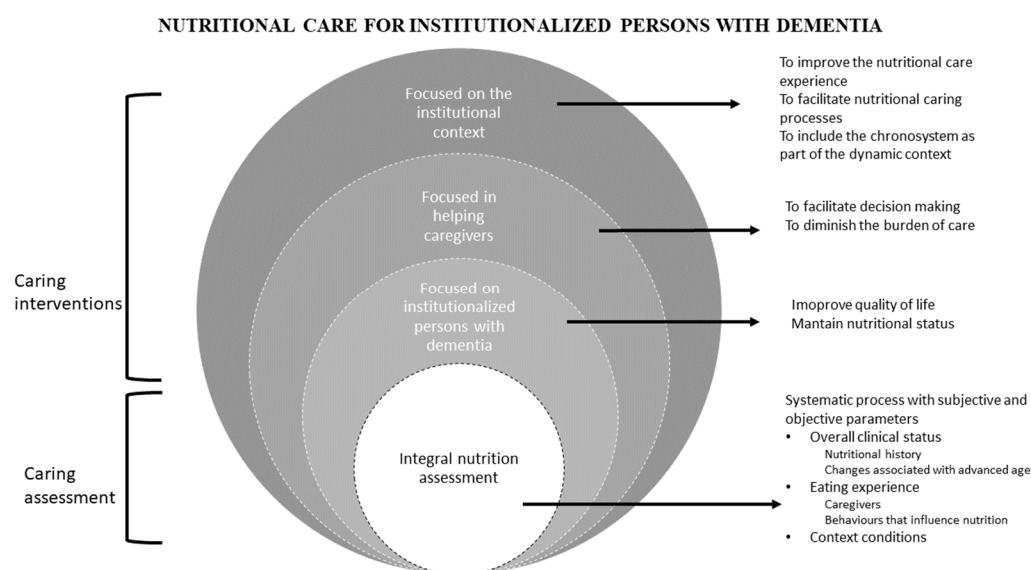 NUTRITIONAL CARE FOR INSTITUTIONALIZED PERSONS WITH DEMENTIA
Focused on the
institutional
context
To improve the nutritional care
experience
To facilitate nutritional caring
processes
To include the chronosystem as
part of the dynamic context
Focused in
helping
caregivers
To facilitate decision making
To diminish the burden of care
Caring
interventions
Focused on
institutionalized
persons with
dementia
Imoprove quality of life
Mantain nutritional status
Caring
assessment
Integral nutrition
assessment
Systematic process with subjective and
objective parameters
• Overall clinical status
Nutritional history
Changes associated with advanced age
• Eating experience
Caregivers
Behaviours that influence nutrition
• Context conditions